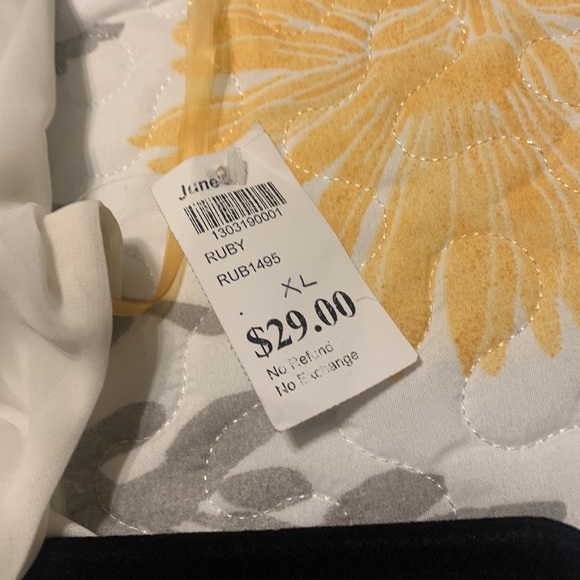 June
1303190001
RUBY
RUB1495
XL
$29.00
No Refund
No Exchange